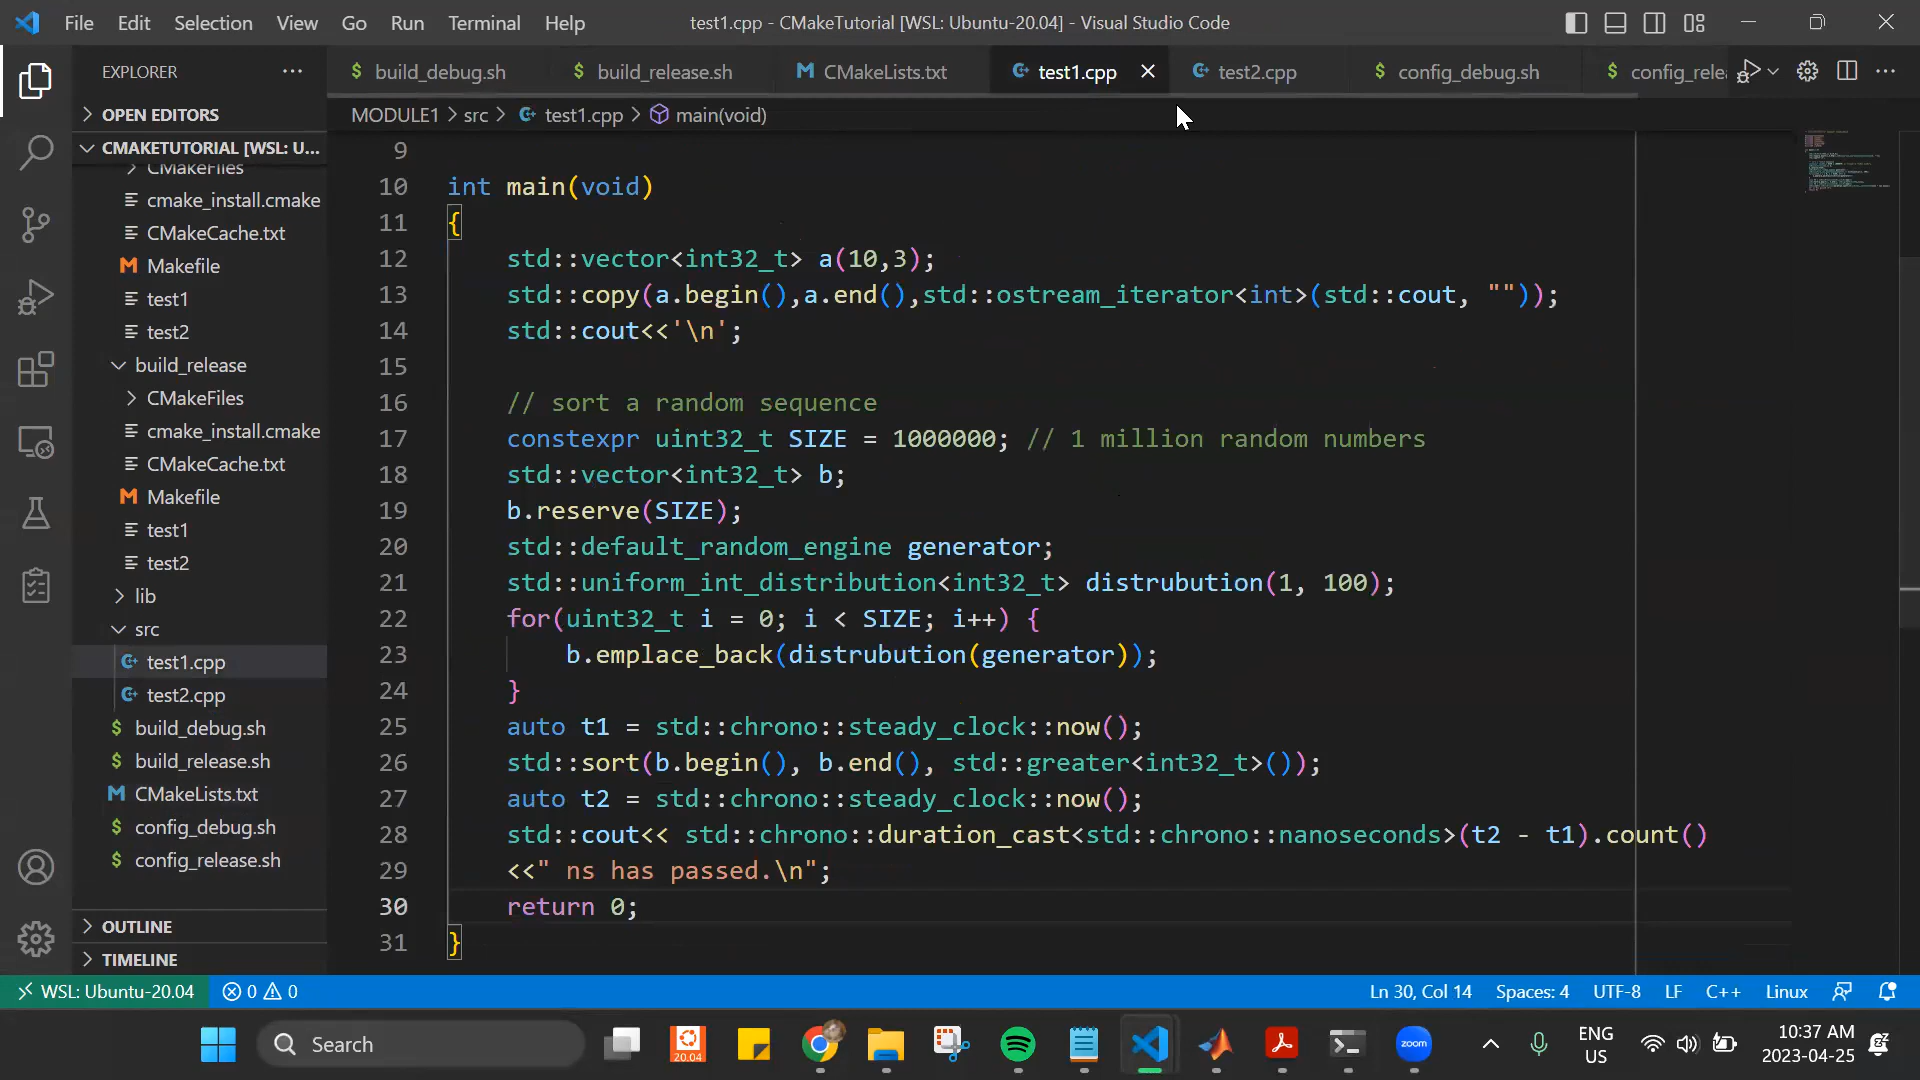 File Edit Selection View Go Run Terminal Help
test1.cpp - CMakeTutorial [WSL: Ubuntu-20.04] - Visual Studio Code
EXPLORER
$ build_debug.sh
$ build_release.sh
M CMakeLists.txt
test1.cpp
test2.cpp
$ config_debug.sh
$ config_rele
MODULE1 > src > test1.cpp > main(void)
OPEN EDITORS
CMAKETUTORIAL [WSL: U...
CMakeFiles
cmake_install.cmake
CMakeCache.txt
M Makefile
test1
test2
build_release
CMakeFiles
cmake_install.cmake
CMakeCache.txt
M Makefile
test1
test2
lib
src
test1.cpp
test2.cpp
$ build_debug.sh
$ build_release.sh
M CMakeLists.txt
$ config_debug.sh
$ config_release.sh
OUTLINE
TIMELINE
9
10 int main(void)
11 {
12 std::vector<int32_t> a(10,3);
13 std::copy(a.begin(),a.end(),std::ostream_iterator<int>(std::cout, ""));
14 std::cout<<'\n';
15
16 // sort a random sequence
17 constexpr uint32_t SIZE = 1000000; // 1 million random numbers
18 std::vector<int32_t> b;
19 b.reserve(SIZE);
20 std::default_random_engine generator;
21 std::uniform_int_distribution<int32_t> distrubution(1, 100);
22 for(uint32_t i = 0; i < SIZE; i++) {
23 b.emplace_back(distrubution(generator));
24 }
25 auto t1 = std::chrono::steady_clock::now();
26 std::sort(b.begin(), b.end(), std::greater<int32_t>());
27 auto t2 = std::chrono::steady_clock::now();
28 std::cout<< std::chrono::duration_cast<std::chrono::nanoseconds>(t2 - t1).count()
29 <<" ns has passed.\n";
30 return 0;
31 }
WSL: Ubuntu-20.04 0 0
Ln 30, Col 14 Spaces: 4 UTF-8 LF C++ Linux
Search
20.04
zoom
ENG
US
10:37 AM
2023-04-25